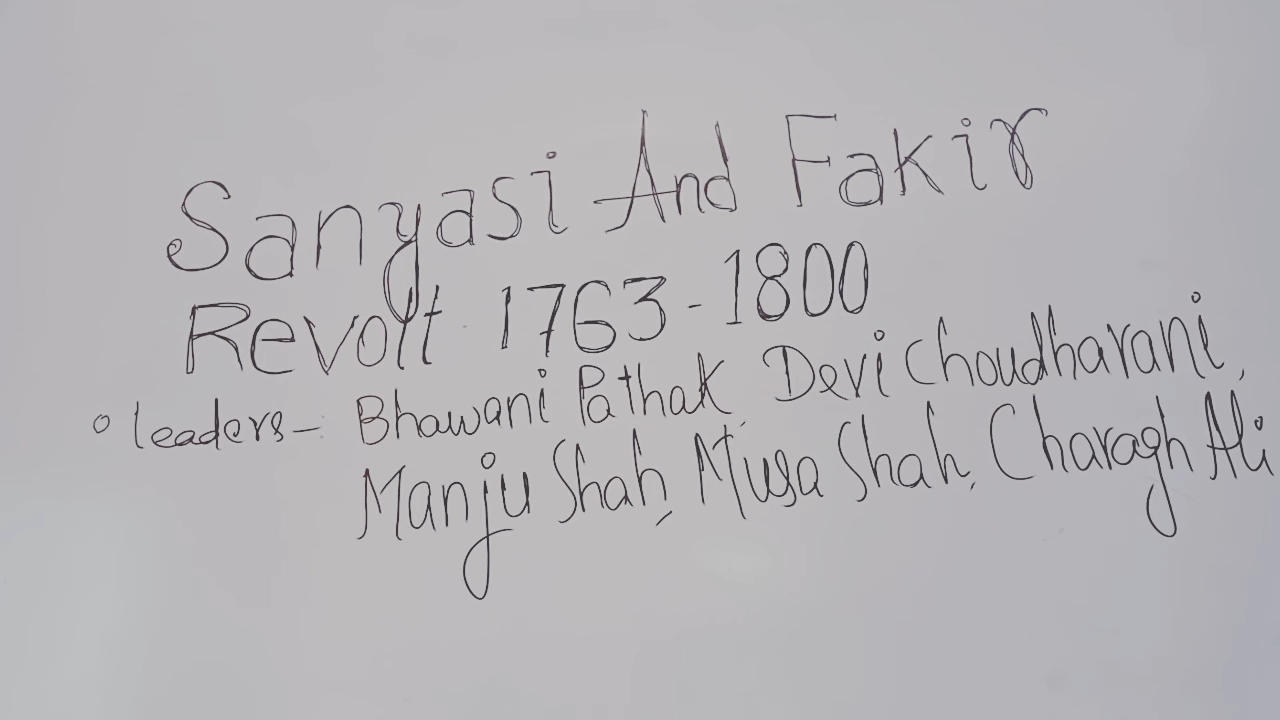 Sanyasi And Fakir
Revolt 1763-1800
° leaders - Bhawani Pathak, Devi Choudharani,
Manju Shah, Musa Shah, Charagh Ali